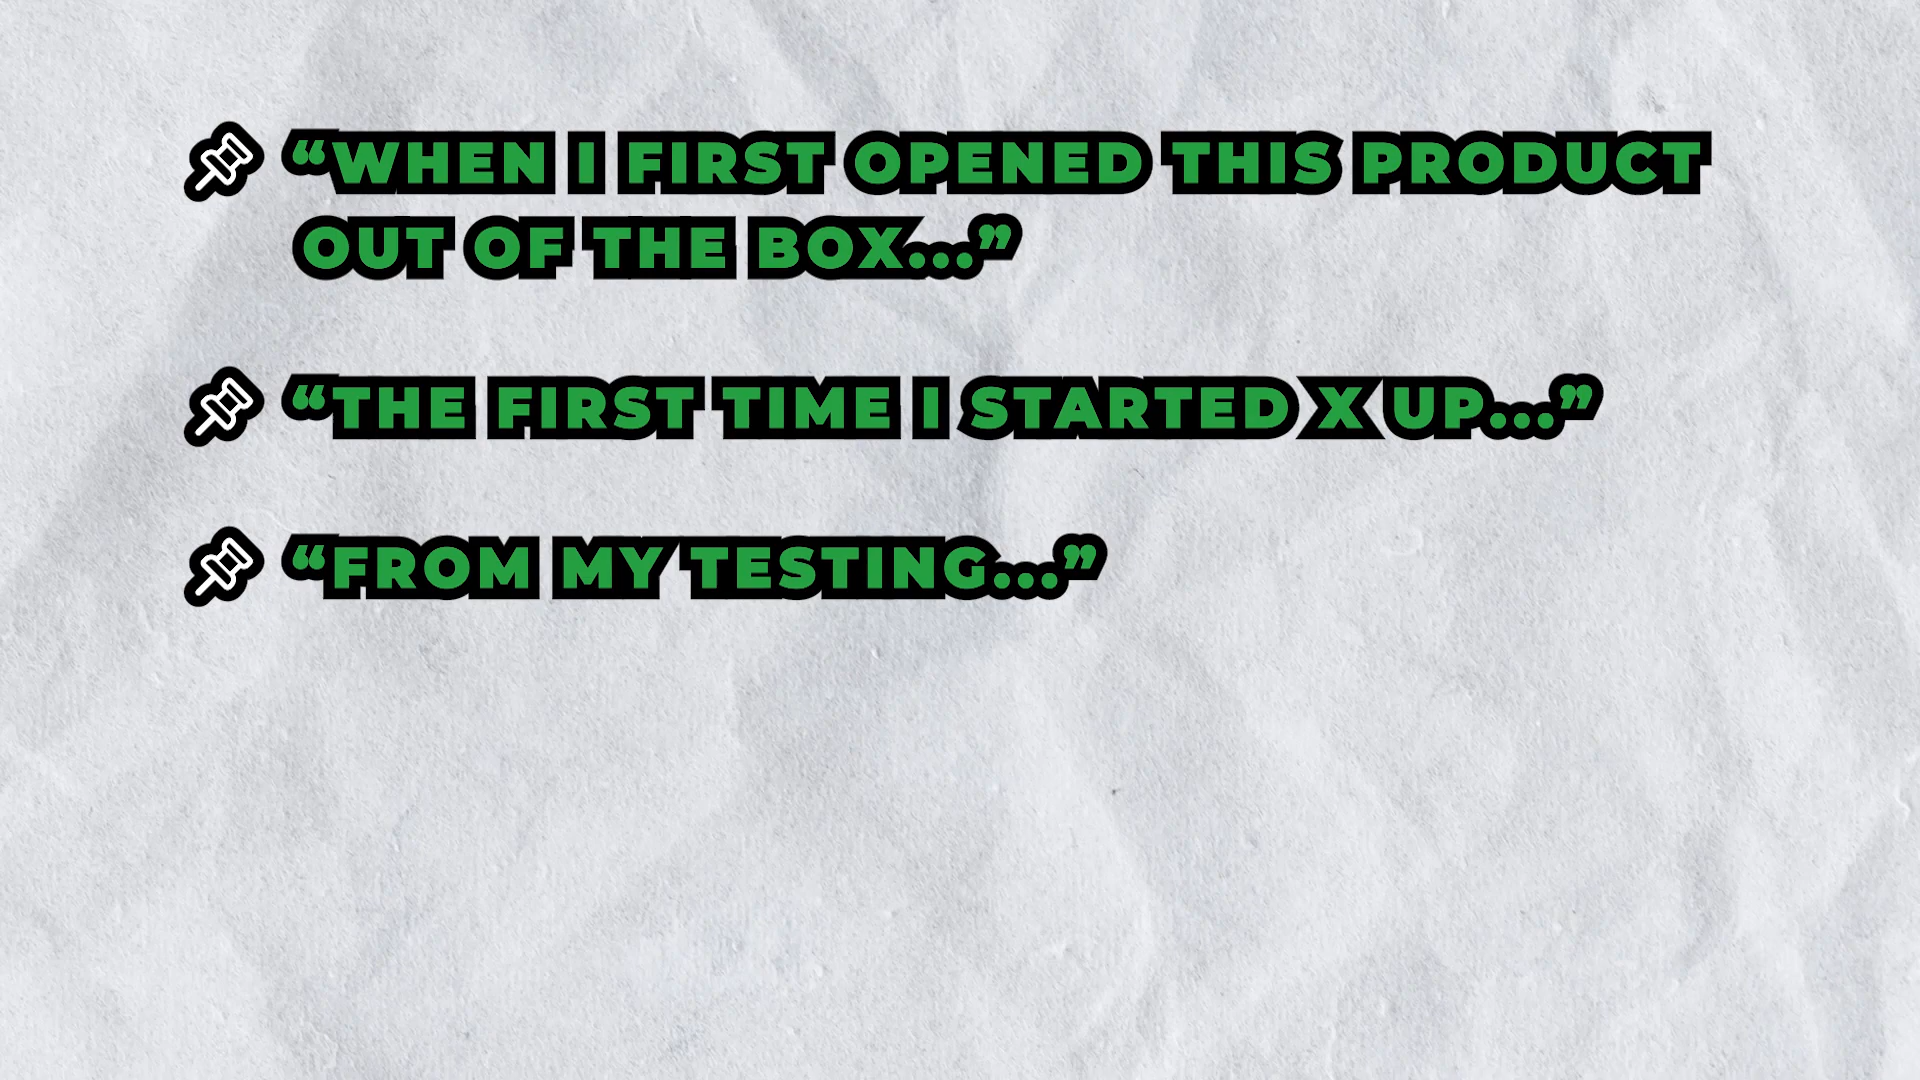 “WHEN I FIRST OPENED THIS PRODUCT
OUT OF THE BOX...”
“THE FIRST TIME I STARTED X UP...”
“FROM MY TESTING...”